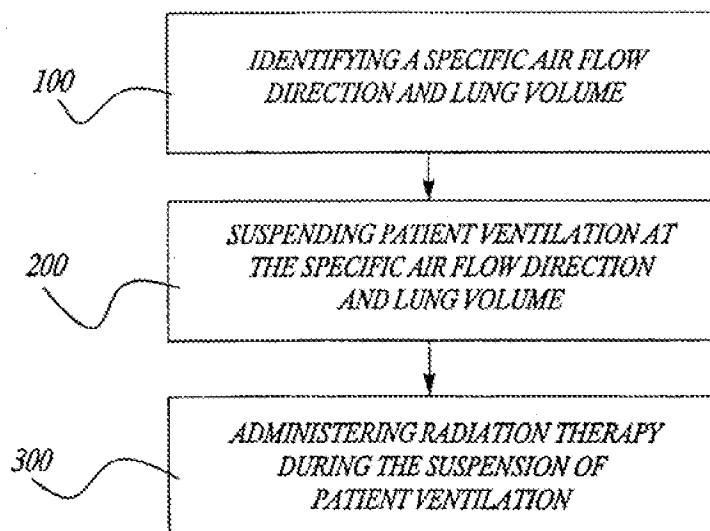 100
IDENTIFYING A SPECIFIC AIR FLOW
DIRECTION AND LUNG VOLUME
200
SUSPENDING PATIENT VENTILATION AT
THE SPECIFIC AIR FLOW DIRECTION
AND LUNG VOLUME
300
ADMINISTERING RADIATION THERAPY
DURING THE SUSPENSION OF
PATIENT VENTILATION